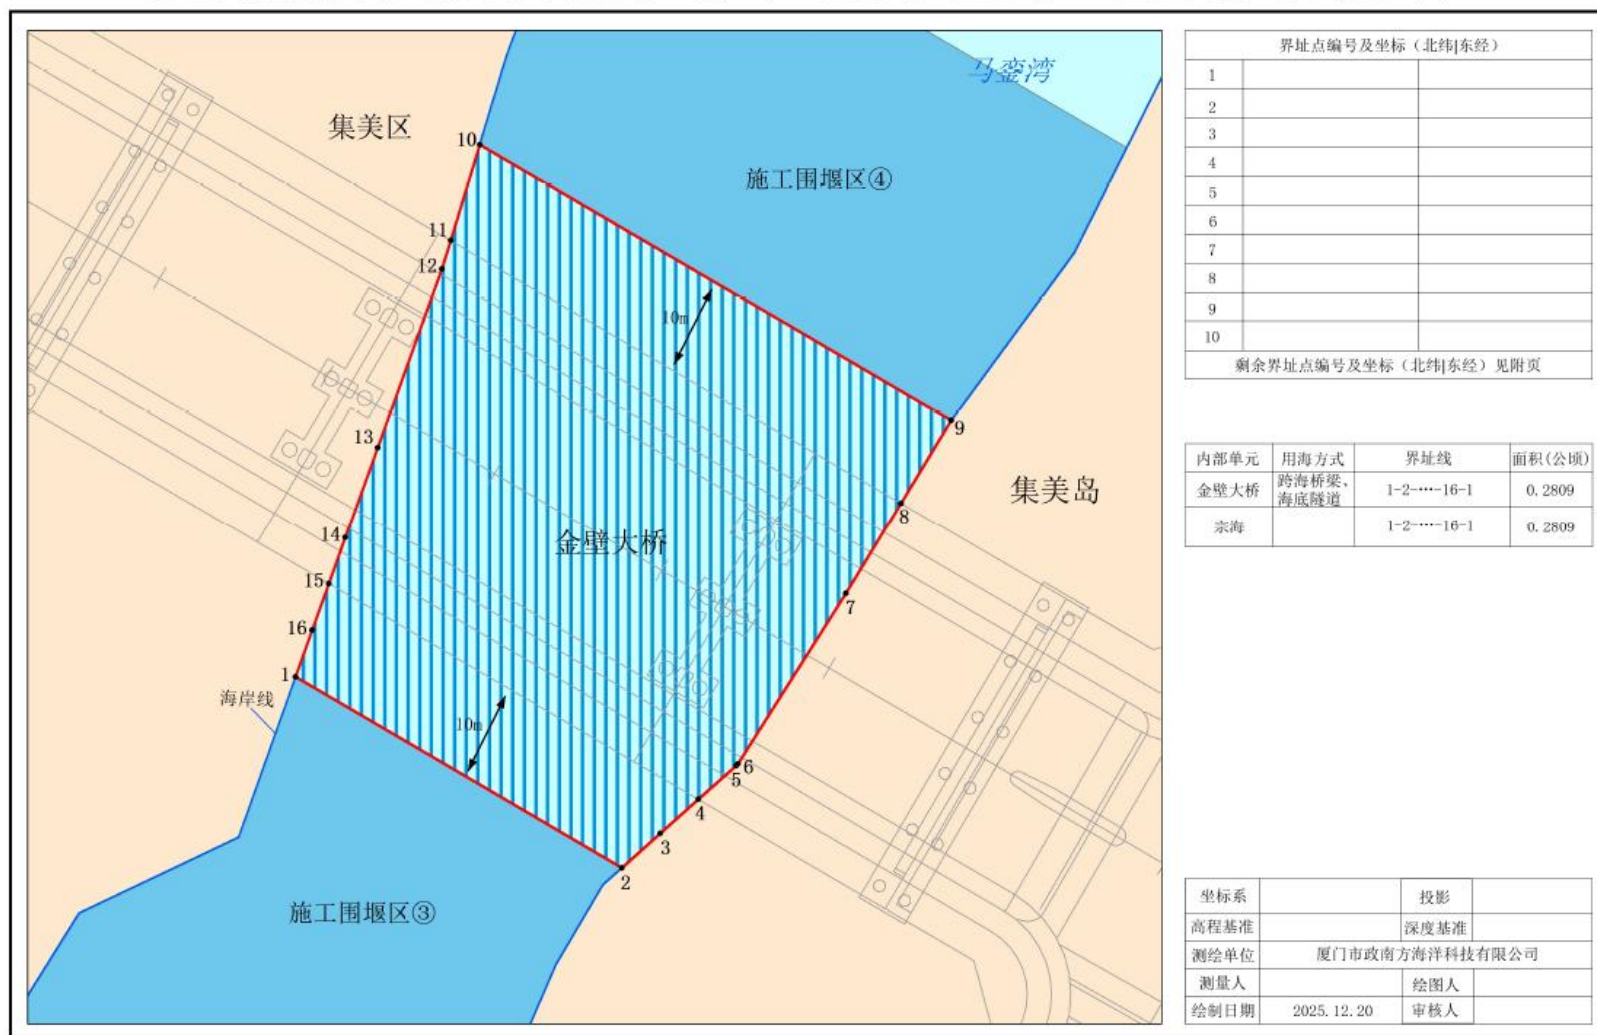 马銮湾
集美区
10
施工围堰区④
11
12
10m
9
13
集美岛
8
14
金壁大桥
15
7
16
1
海岸线
10m
6
5
4
3
2
施工围堰区③
界址点编号及坐标（北纬|东经）
1
2
3
4
5
6
7
8
9
10
剩余界址点编号及坐标（北纬|东经）见附页
内部单元 用海方式 界址线 面积(公顷)
金壁大桥 跨海桥梁、海底隧道 1-2-…-16-1 0.2809
宗海 1-2-…-16-1 0.2809
坐标系 投影
高程基准 深度基准
测绘单位 厦门市政南方海洋科技有限公司
测量人 绘图人
绘制日期 2025.12.20 审核人